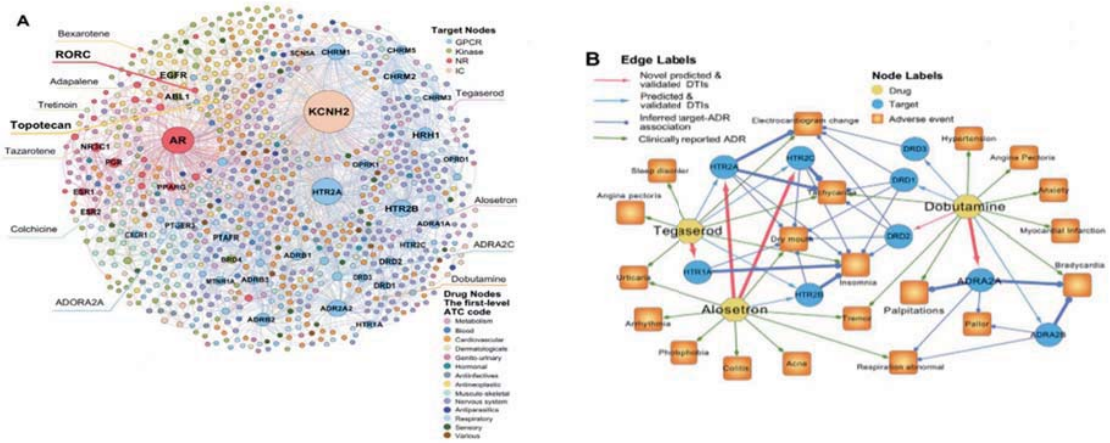 A
Bexarotene
RORC
Adapalene
Tretinoin
Topotecan
Tazarotene
Colchicine
ADORA2A
EGFR
ABL1
AR
NR3C1
PGR
PPARG
ESR1
ESR2
PTGER3
PTAFR
BRD4
ADRB3
ADRB1
ADRB2
SCN5A
CHRM1
CHRM5
CHRM2
CHRM3
KCNH2
HRH1
OPRK1
OPRD1
HTR2A
HTR2B
ADRA1A
HTR2C
DRD2
DRD3
DRD1
ADR2A2
HTR1A
Target Nodes
GPCR
Kinase
NR
IC
Tegaserod
Alosetron
ADRA2C
Dobutamine
Drug Nodes
The first-level
ATC code
Metabolism
Blood
Cardiovascular
Dermatologicals
Genito urinary
Hormonal
Antiinfectives
Antineoplastic
Musculo skeletal
Nervous system
Antiparasitics
Respiratory
Sensory
Various
B
Edge Labels
Novel predicted &
validated DTIs
Predicted &
validated DTIs
Inferred target-ADR
association
Clinically reported ADR
Node Labels
Drug
Target
Adverse event
Electrocardiogram change
Hypertension
Angina Pectoris
Anxiety
Myocardial Infarction
Bradycardia
DRD3
DRD1
DRD2
HTR2A
HTR2C
Sleep disorder
Angina pectoris
Tachycardia
Dobutamine
Tegaserod
Dry mouth
HTR1A
Insomnia
Urticaria
HTR2B
ADRA2A
Palpitations
Alosetron
Arrhythmia
Tremor
Pallor
ADRA2B
Photophobia
Colitis
Acne
Respiration abnormal